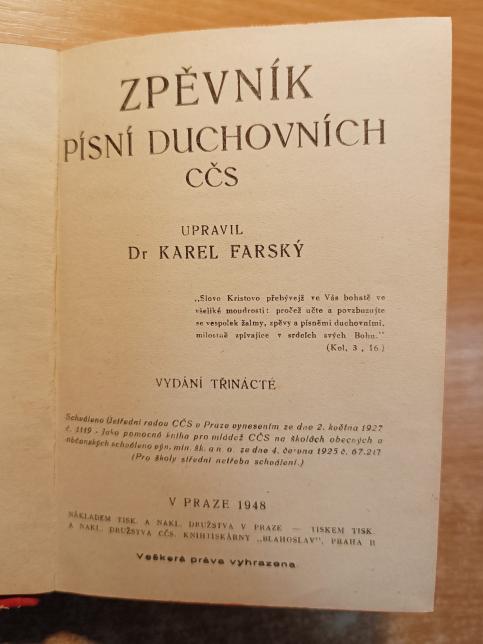 ZPĚVNÍK
PÍSNÍ DUCHOVNÍCH
CČS
UPRAVIL
Dr KAREL FARSKÝ
„Slovo Kristovo přebývejž ve Vás bohatě ve
všeliké moudrosti: pročež učte a povzbuzujte
se vespolek žalmy, zpěvy a písněmi duchovními,
milostně zpívajíce v srdcích svých Bohu."
(Kol. 3, 16.)
VYDÁNÍ TŘINÁCTÉ
Schváleno Ústřední radou CČS v Praze vynesením ze dne 2. května 1927
č. 1119 - Jako pomocná kniha pro mládež CČS na školách obecných a
občanských schváleno výn. min. šk. a n. o. ze dne 4. června 1925 č. 67.217
(Pro školy střední netřeba schválení.)
V PRAZE 1948
NÁKLADEM TISK. A NAKL. DRUŽSTVA V PRAZE — TISKEM TISK.
A NAKL. DRUŽSTVA CČS. KNIHTISKÁRNY „BLAHOSLAV", PRAHA II
Veškerá práva vyhrazena